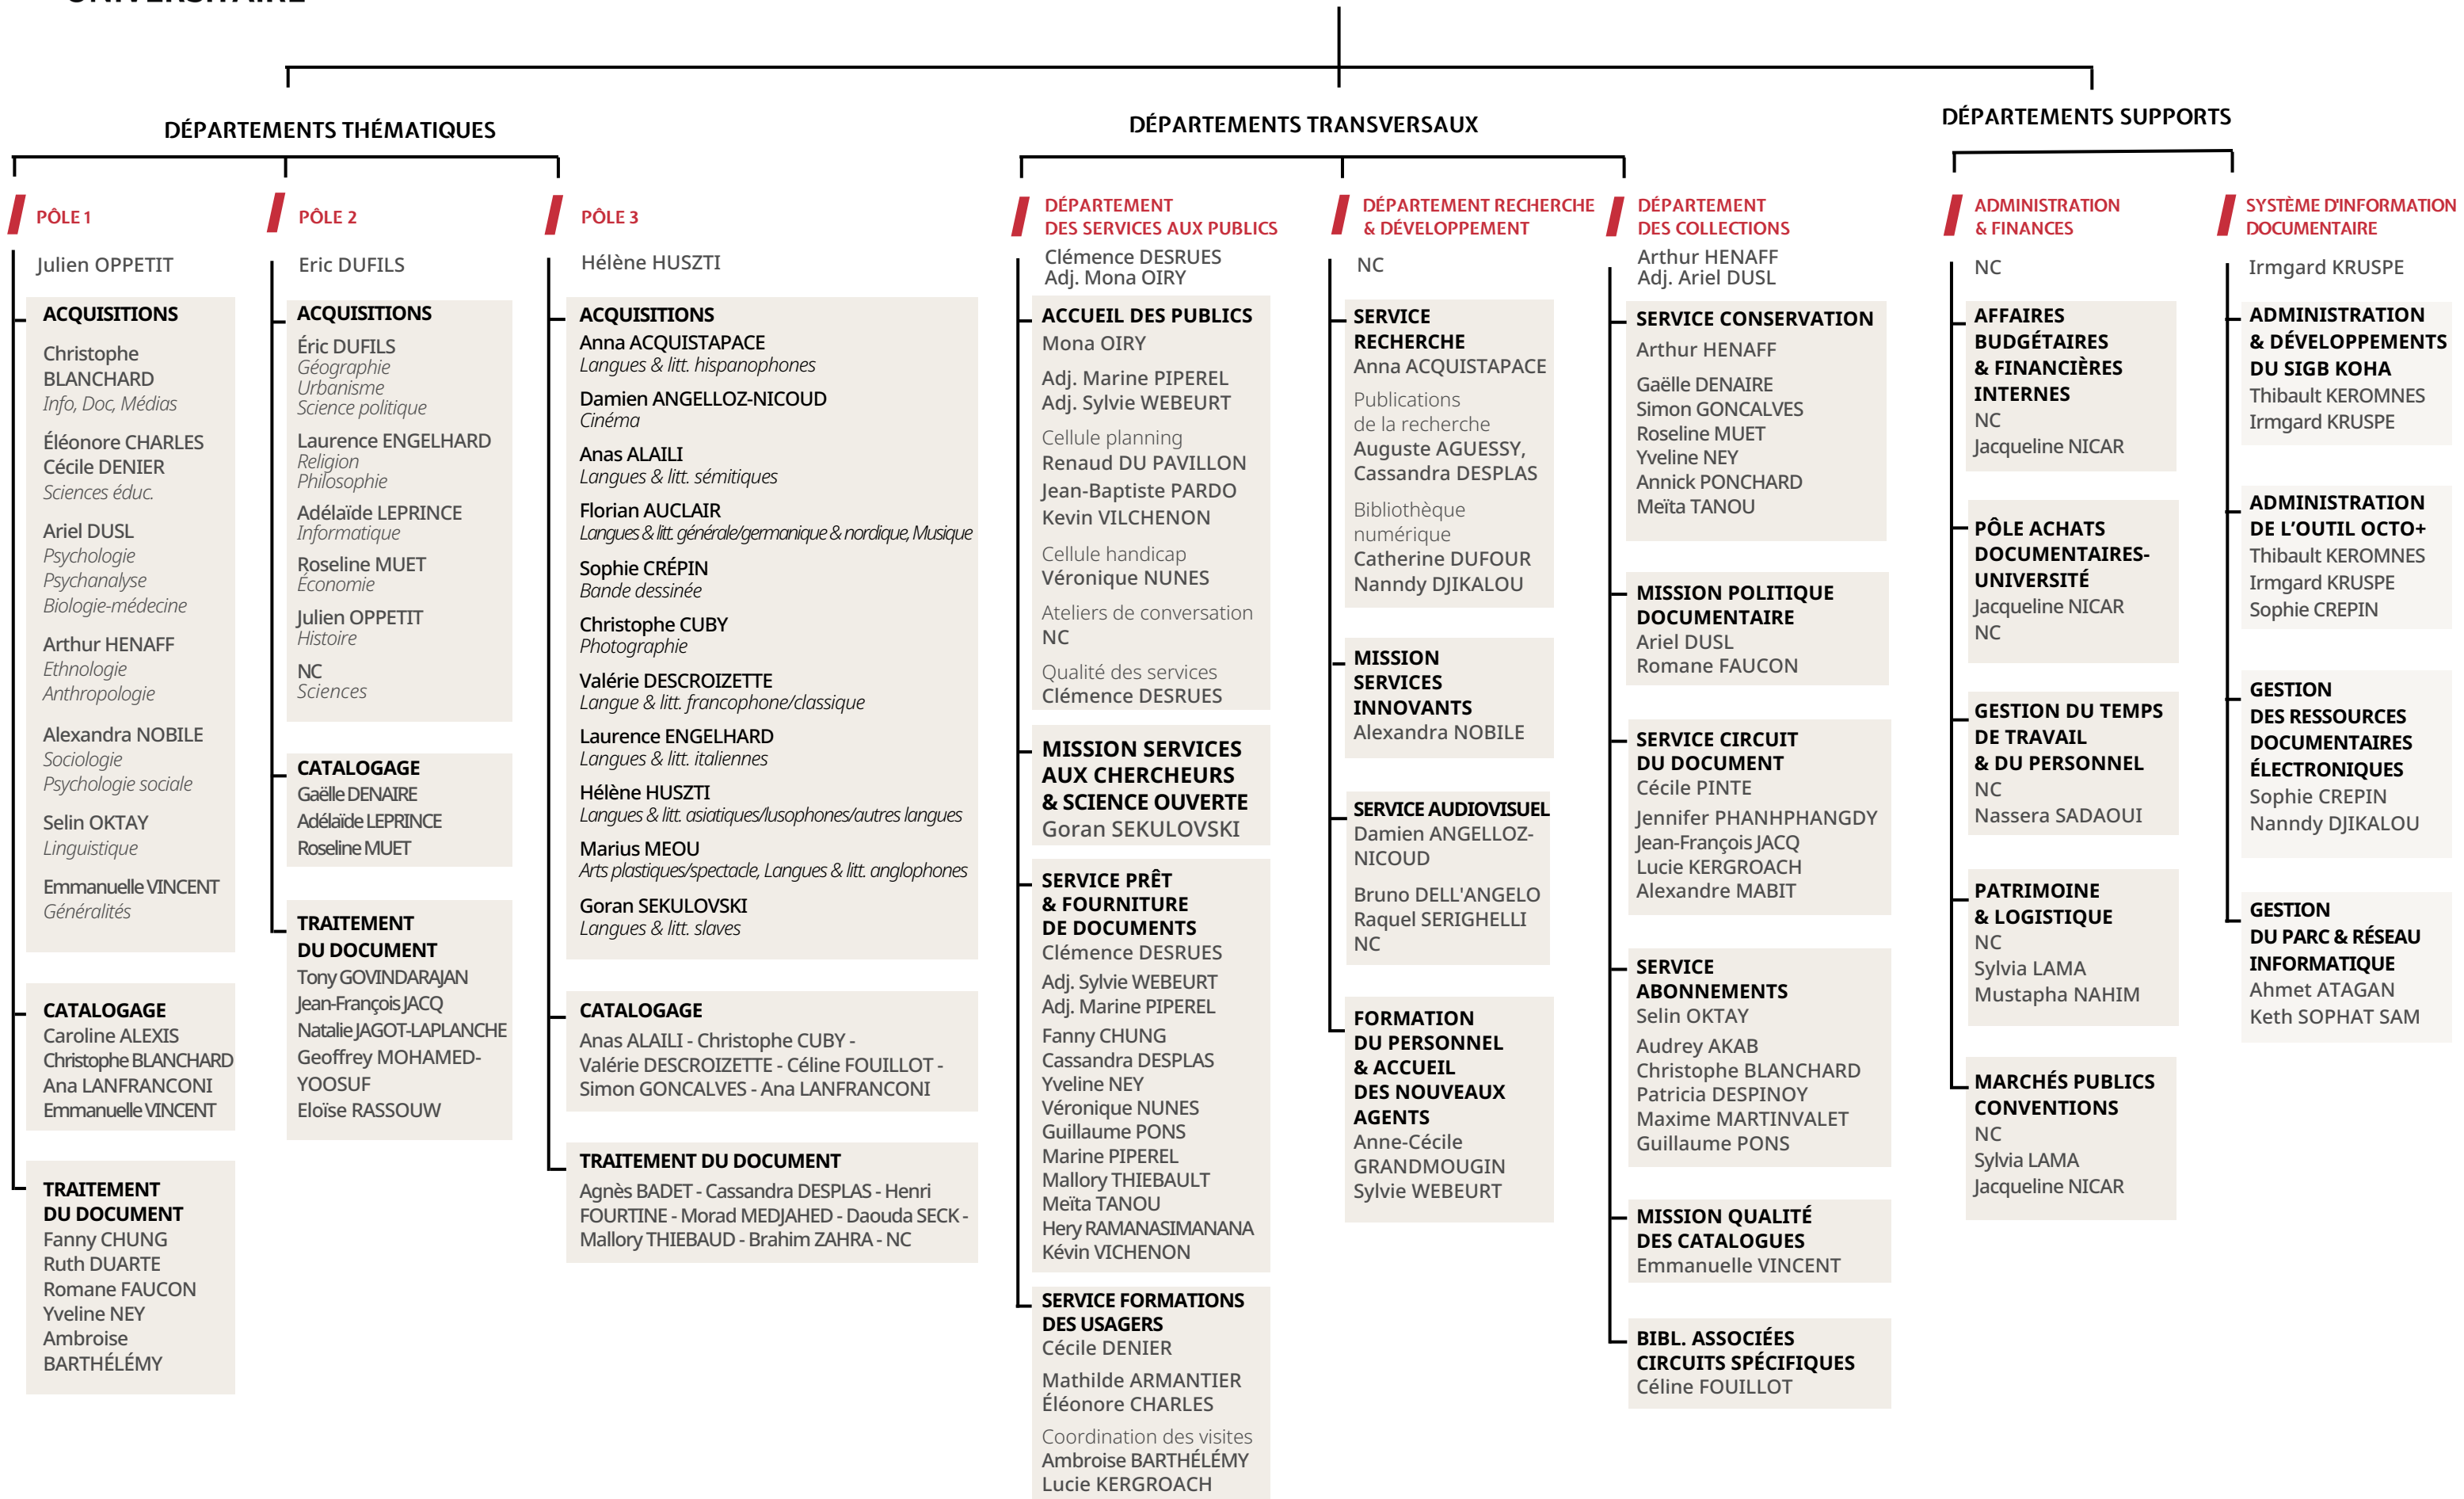 DÉPARTEMENTS THÉMATIQUES
DÉPARTEMENTS TRANSVERSAUX
DÉPARTEMENTS SUPPORTS
PÔLE 1
Julien OPPETIT
ACQUISITIONS
Christophe
BLANCHARD
Info, Doc, Médias
Éléonore CHARLES
Cécile DENIER
Sciences éduc.
Ariel DUSL
Psychologie
Psychanalyse
Biologie-médecine
Arthur HENAFF
Ethnologie
Anthropologie
Alexandra NOBILE
Sociologie
Psychologie sociale
Selin OKTAY
Linguistique
Emmanuelle VINCENT
Généralités
CATALOGAGE
Caroline ALEXIS
Christophe BLANCHARD
Ana LANFRANCONI
Emmanuelle VINCENT
TRAITEMENT
DU DOCUMENT
Fanny CHUNG
Ruth DUARTE
Romane FAUCON
Yveline NEY
Ambroise
BARTHÉLÉMY
PÔLE 2
Eric DUFILS
ACQUISITIONS
Éric DUFILS
Géographie
Urbanisme
Science politique
Laurence ENGELHARD
Religion
Philosophie
Adélaïde LEPRINCE
Informatique
Roseline MUET
Économie
Julien OPPETIT
Histoire
NC
Sciences
CATALOGAGE
Gaëlle DENAIRE
Adélaïde LEPRINCE
Roseline MUET
TRAITEMENT
DU DOCUMENT
Tony GOVINDARAJAN
Jean-François JACQ
Natalie JAGOT-LAPLANCHE
Geoffrey MOHAMED-
YOOSUF
Eloïse RASSOUW
PÔLE 3
Hélène HUSZTI
ACQUISITIONS
Anna ACQUISTAPACE
Langues & litt. hispanophones
Damien ANGELLOZ-NICOUD
Cinéma
Anas ALAILI
Langues & litt. sémitiques
Florian AUCLAIR
Langues & litt. générale/germanique & nordique, Musique
Sophie CRÉPIN
Bande dessinée
Christophe CUBY
Photographie
Valérie DESCROIZETTE
Langue & litt. francophone/classique
Laurence ENGELHARD
Langues & litt. italiennes
Hélène HUSZTI
Langues & litt. asiatiques/lusophones/autres langues
Marius MEOU
Arts plastiques/spectacle, Langues & litt. anglophones
Goran SEKULOVSKI
Langues & litt. slaves
CATALOGAGE
Anas ALAILI - Christophe CUBY -
Valérie DESCROIZETTE - Céline FOUILLOT -
Simon GONCALVES - Ana LANFRANCONI
TRAITEMENT DU DOCUMENT
Agnès BADET - Cassandra DESPLAS - Henri
FOURTINE - Morad MEDJAHED - Daouda SECK -
Mallory THIEBAUD - Brahim ZAHRA - NC
DÉPARTEMENT
DES SERVICES AUX PUBLICS
Clémence DESRUES
Adj. Mona OIRY
ACCUEIL DES PUBLICS
Mona OIRY
Adj. Marine PIPEREL
Adj. Sylvie WEBEURT
Cellule planning
Renaud DU PAVILLON
Jean-Baptiste PARDO
Kevin VILCHENON
Cellule handicap
Véronique NUNES
Ateliers de conversation
NC
Qualité des services
Clémence DESRUES
MISSION SERVICES
AUX CHERCHEURS
& SCIENCE OUVERTE
Goran SEKULOVSKI
SERVICE PRÊT
& FOURNITURE
DE DOCUMENTS
Clémence DESRUES
Adj. Sylvie WEBEURT
Adj. Marine PIPEREL
Fanny CHUNG
Cassandra DESPLAS
Yveline NEY
Véronique NUNES
Guillaume PONS
Marine PIPEREL
Mallory THIEBAULT
Meïta TANOU
Hery RAMANASIMANANA
Kévin VICHENON
SERVICE FORMATIONS
DES USAGERS
Cécile DENIER
Mathilde ARMANTIER
Éléonore CHARLES
Coordination des visites
Ambroise BARTHÉLÉMY
Lucie KERGROACH
DÉPARTEMENT RECHERCHE
& DÉVELOPPEMENT
NC
SERVICE
RECHERCHE
Anna ACQUISTAPACE
Publications
de la recherche
Auguste AGUESSY,
Cassandra DESPLAS
Bibliothèque
numérique
Catherine DUFOUR
Nanndy DJIKALOU
MISSION
SERVICES
INNOVANTS
Alexandra NOBILE
SERVICE AUDIOVISUEL
Damien ANGELLOZ-
NICOUD
Bruno DELL'ANGELO
Raquel SERIGHELLI
NC
FORMATION
DU PERSONNEL
& ACCUEIL
DES NOUVEAUX
AGENTS
Anne-Cécile
GRANDMOUGIN
Sylvie WEBEURT
DÉPARTEMENT
DES COLLECTIONS
Arthur HENAFF
Adj. Ariel DUSL
SERVICE CONSERVATION
Arthur HENAFF
Gaëlle DENAIRE
Simon GONCALVES
Roseline MUET
Yveline NEY
Annick PONCHARD
Meïta TANOU
MISSION POLITIQUE
DOCUMENTAIRE
Ariel DUSL
Romane FAUCON
SERVICE CIRCUIT
DU DOCUMENT
Cécile PINTE
Jennifer PHANHPHANGDY
Jean-François JACQ
Lucie KERGROACH
Alexandre MABIT
SERVICE
ABONNEMENTS
Selin OKTAY
Audrey AKAB
Christophe BLANCHARD
Patricia DESPINOY
Maxime MARTINVALET
Guillaume PONS
MISSION QUALITÉ
DES CATALOGUES
Emmanuelle VINCENT
BIBL. ASSOCIÉES
CIRCUITS SPÉCIFIQUES
Céline FOUILLOT
ADMINISTRATION
& FINANCES
NC
AFFAIRES
BUDGÉTAIRES
& FINANCIÈRES
INTERNES
NC
Jacqueline NICAR
PÔLE ACHATS
DOCUMENTAIRES-
UNIVERSITÉ
Jacqueline NICAR
NC
GESTION DU TEMPS
DE TRAVAIL
& DU PERSONNEL
NC
Nassera SADAOUI
PATRIMOINE
& LOGISTIQUE
NC
Sylvia LAMA
Mustapha NAHIM
MARCHÉS PUBLICS
CONVENTIONS
NC
Sylvia LAMA
Jacqueline NICAR
SYSTÈME D'INFORMATION
DOCUMENTAIRE
Irmgard KRUSPE
ADMINISTRATION
& DÉVELOPPEMENTS
DU SIGB KOHA
Thibault KEROMNES
Irmgard KRUSPE
ADMINISTRATION
DE L'OUTIL OCTO+
Thibault KEROMNES
Irmgard KRUSPE
Sophie CREPIN
GESTION
DES RESSOURCES
DOCUMENTAIRES
ÉLECTRONIQUES
Sophie CREPIN
Nanndy DJIKALOU
GESTION
DU PARC & RÉSEAU
INFORMATIQUE
Ahmet ATAGAN
Keth SOPHAT SAM